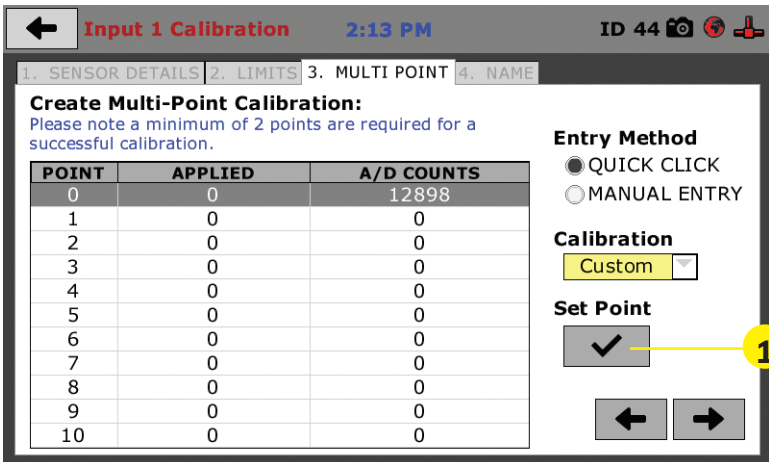 Input 1 Calibration 2:13 PM ID 44
1. SENSOR DETAILS 2. LIMITS 3. MULTI POINT 4. NAME
Create Multi-Point Calibration:
Please note a minimum of 2 points are required for a
successful calibration.
POINT APPLIED A/D COUNTS
0 0 12898
1 0 0
2 0 0
3 0 0
4 0 0
5 0 0
6 0 0
7 0 0
8 0 0
9 0 0
10 0 0
Entry Method
QUICK CLICK
MANUAL ENTRY
Calibration
Custom
Set Point
1